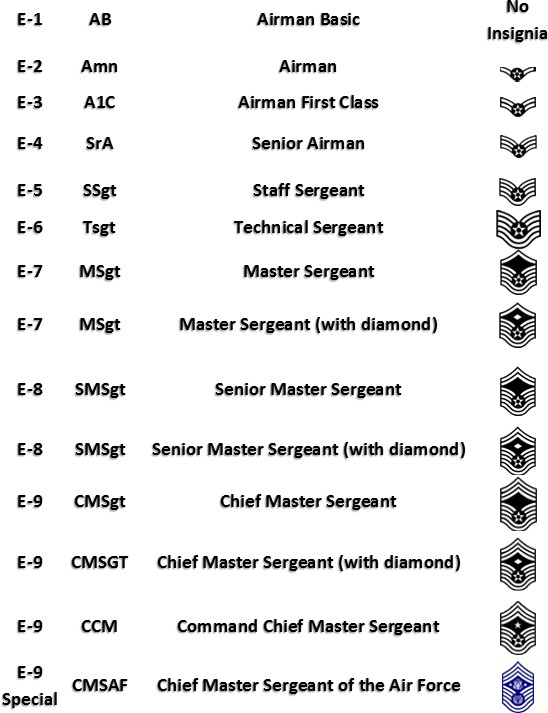 E-1 AB Airman Basic No
Insignia
E-2 Amn Airman
E-3 A1C Airman First Class
E-4 SrA Senior Airman
E-5 SSgt Staff Sergeant
E-6 Tsgt Technical Sergeant
E-7 MSgt Master Sergeant
E-7 MSgt Master Sergeant (with diamond)
E-8 SMSgt Senior Master Sergeant
E-8 SMSgt Senior Master Sergeant (with diamond)
E-9 CMSgt Chief Master Sergeant
E-9 CMSGT Chief Master Sergeant (with diamond)
E-9 CCM Command Chief Master Sergeant
E-9
Special CMSAF Chief Master Sergeant of the Air Force